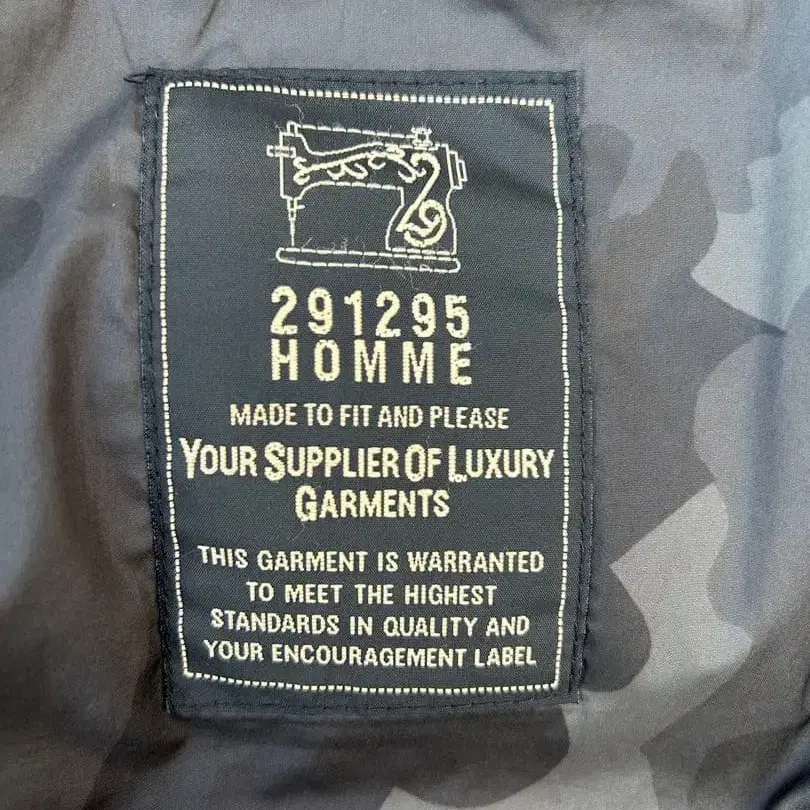 291295
HOMME
MADE TO FIT AND PLEASE
YOUR SUPPLIER OF LUXURY
GARMENTS
THIS GARMENT IS WARRANTED
TO MEET THE HIGHEST
STANDARDS IN QUALITY AND
YOUR ENCOURAGEMENT LABEL